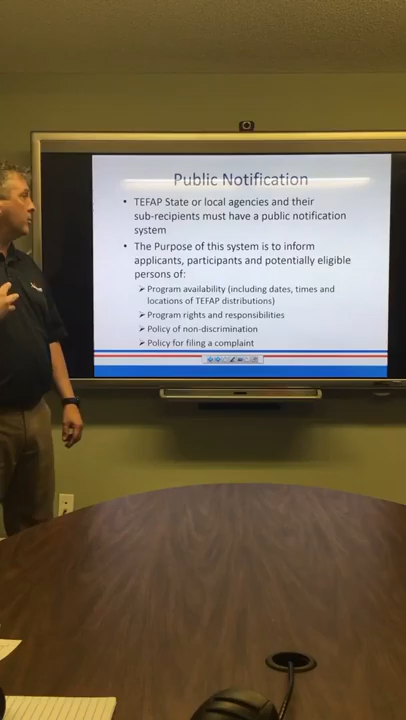 Public Notification
• TEFAP State or local agencies and their
sub-recipients must have a public notification
system
• The Purpose of this system is to inform
applicants, participants and potentially eligible
persons of:
➢ Program availability (including dates, times and
locations of TEFAP distributions)
➢ Program rights and responsibilities
➢ Policy of non-discrimination
➢ Policy for filing a complaint